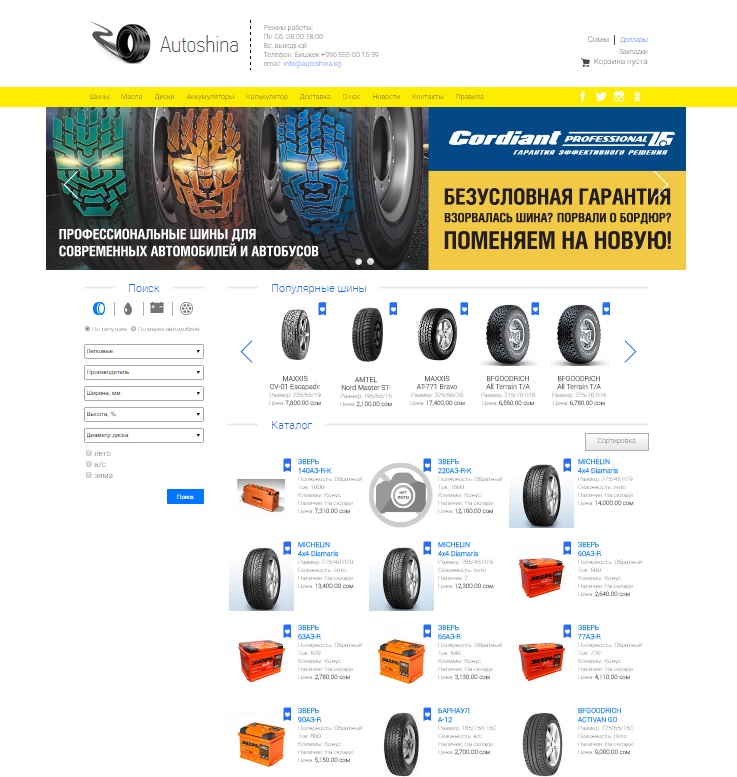 Autoshina
Режим работы:
Пн Сб. 08.00 18.00
Вс. выходной
Телефон: Бишкек +996 555 00 15 39
email: info@autoshina.kg
Сомы | Доллары
Закладки
Корзина пуста
Шины Масла Диски Аккумуляторы Калькулятор Доставка О нас Новости Контакты Правила
Cordiant PROFESSIONAL
ГАРАНТИЯ ЭФФЕКТИВНОГО РЕШЕНИЯ
ПРОФЕССИОНАЛЬНЫЕ ШИНЫ ДЛЯ
СОВРЕМЕННЫХ АВТОМОБИЛЕЙ И АВТОБУСОВ
БЕЗУСЛОВНАЯ ГАРАНТИЯ
ВЗОРВАЛАСЬ ШИНА? ПОРВАЛИ О БОРДЮР?
ПОМЕНЯЕМ НА НОВУЮ!
Поиск
По типу шин По марке автомобиля
Легковые
Производитель
Ширина, мм
Высота, %
Диаметр диска
лето
в/с
зима
Поиск
Популярные шины
MAXXIS
CV-01 Escapade
Размер: 235/55/19
Цена: 7,800.00 сом
AMTEL
Nord Master ST-
Размер: 195/65/15
Цена: 2,100.00 сом
MAXXIS
AT-771 Bravo
Размер: 325/60/20
Цена: 17,400.00 сом
BFGOODRICH
All Terrain T/A
Размер: 215/70 R16
Цена: 6,580.00 сом
BFGOODRICH
All Terrain T/A
Размер: 225/70 R16
Цена: 6,780.00 сом
Каталог
Сортировка
ЗВЕРЬ
140АЗ-R-K
Полярность: Обратный
Ток: 1000
Клеммы: Конус
Наличие: На складе
Цена: 7,310.00 сом
НЕТ
ФОТО
ЗВЕРЬ
220АЗ-R-K
Полярность: Обратный
Ток: 1500
Клеммы: Конус
Наличие: На складе
Цена: 12,180.00 сом
MICHELIN
4x4 Diamaris
Размер: 275/45 R19
Сезонность: лето
Наличие: На складе
Цена: 14,000.00 сом
MICHELIN
4x4 Diamaris
Размер: 275/40 R20
Сезонность: лето
Наличие: На складе
Цена: 13,400.00 сом
MICHELIN
4x4 Diamaris
Размер: 285/45 R19
Сезонность: лето
Наличие: 2
Цена: 12,300.00 сом
ЗВЕРЬ
60АЗ-R
Полярность: Обратный
Ток: 600
Клеммы: Конус
Наличие: На складе
Цена: 2,640.00 сом
ЗВЕРЬ
63АЗ-R
Полярность: Обратный
Ток: 620
Клеммы: Конус
Наличие: На складе
Цена: 2,780.00 сом
ЗВЕРЬ
66АЗ-R
Полярность: Обратный
Ток: 640
Клеммы: Конус
Наличие: На складе
Цена: 3,130.00 сом
ЗВЕРЬ
77АЗ-R
Полярность: Обратный
Ток: 720
Клеммы: Конус
Наличие: На складе
Цена: 4,110.00 сом
ЗВЕРЬ
90АЗ-R
Полярность: Обратный
Ток: 800
Клеммы: Конус
Наличие: На складе
Цена: 5,150.00 сом
БАРНАУЛ
А-12
Размер: 185/75 R 16C
Сезонность: в/с
Наличие: На складе
Цена: 2,700.00 сом
BFGOODRICH
ACTIVAN GO
Размер: 225/65/16C
Сезонность: Лето
Наличие: На складе
Цена: 9,000.00 сом